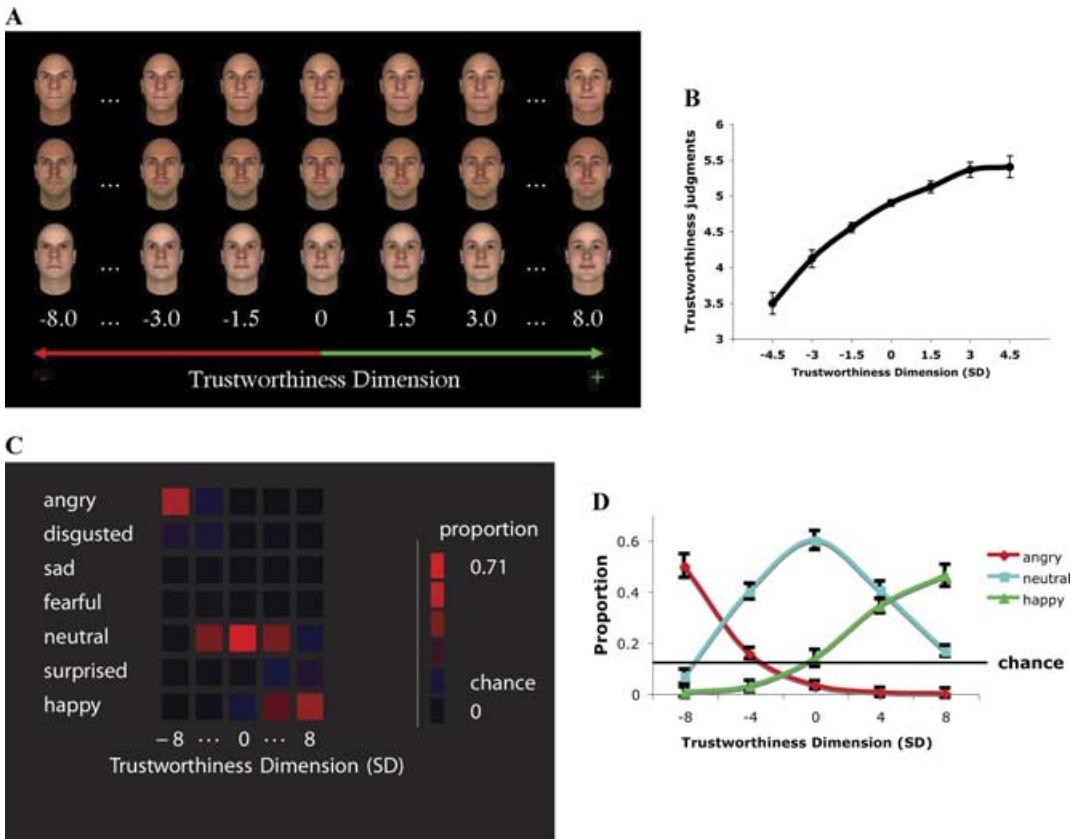 A
... ...
... ...
... ...
-8.0 ... -3.0 -1.5 0 1.5 3.0 ... 8.0
- Trustworthiness Dimension +
B
Trustworthiness judgments
6
5.5
5
4.5
4
3.5
3
-4.5 -3 -1.5 0 1.5 3 4.5
Trustworthiness Dimension (SD)
C
angry
disgusted
sad
fearful
neutral
surprised
happy
−8 ... 0 ... 8
Trustworthiness Dimension (SD)
proportion
0.71
chance
0
D
Proportion
0.6
0.4
0.2
0
-8 -4 0 4 8
Trustworthiness Dimension (SD)
angry
neutral
happy
chance